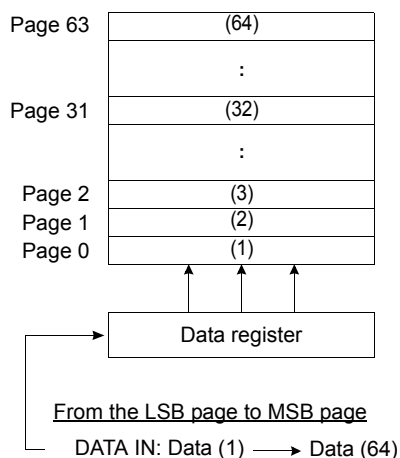 Page 63 (64)
:
Page 31 (32)
:
Page 2 (3)
Page 1 (2)
Page 0 (1)
Data register
From the LSB page to MSB page
DATA IN: Data (1) Data (64)